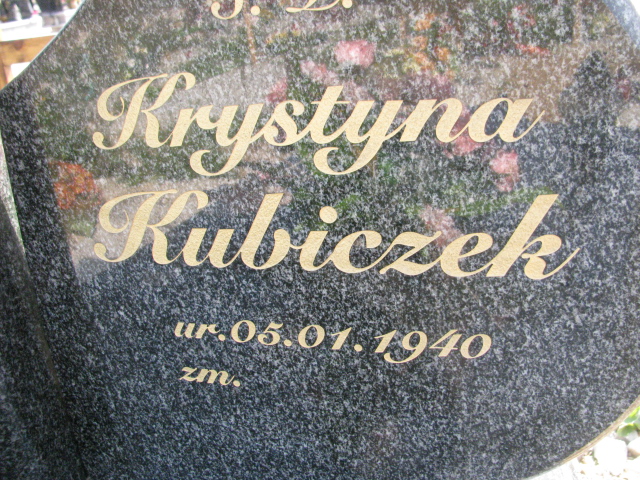 Krystyna
Kubiczek
ur.05.01.1940
zm.